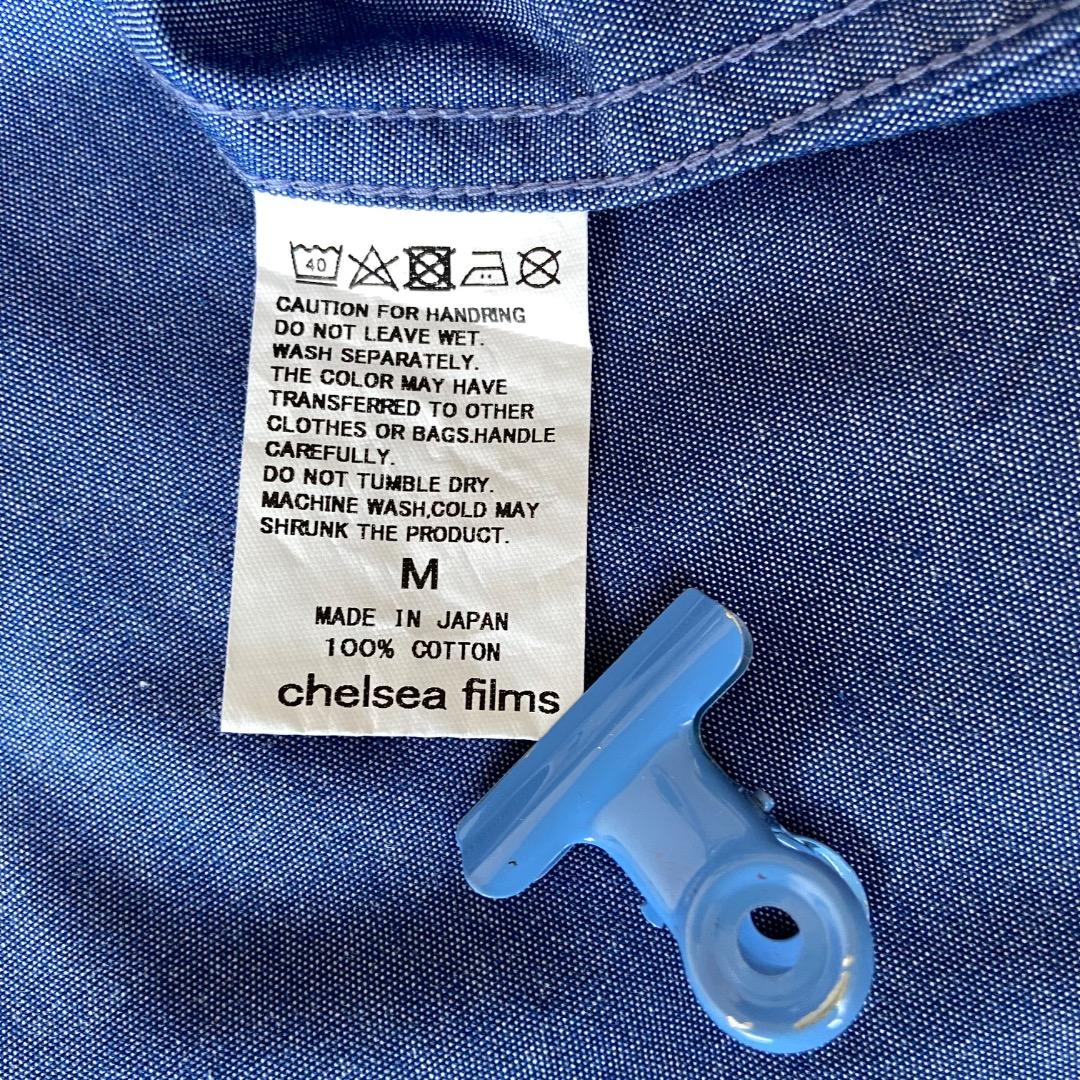 40
CAUTION FOR HANDRING
DO NOT LEAVE WET.
WASH SEPARATELY.
THE COLOR MAY HAVE
TRANSFERRED TO OTHER
CLOTHES OR BAGS.HANDLE
CAREFULLY.
DO NOT TUMBLE DRY.
MACHINE WASH,COLD MAY
SHRUNK THE PRODUCT.
M
MADE IN JAPAN
100% COTTON
chelsea films